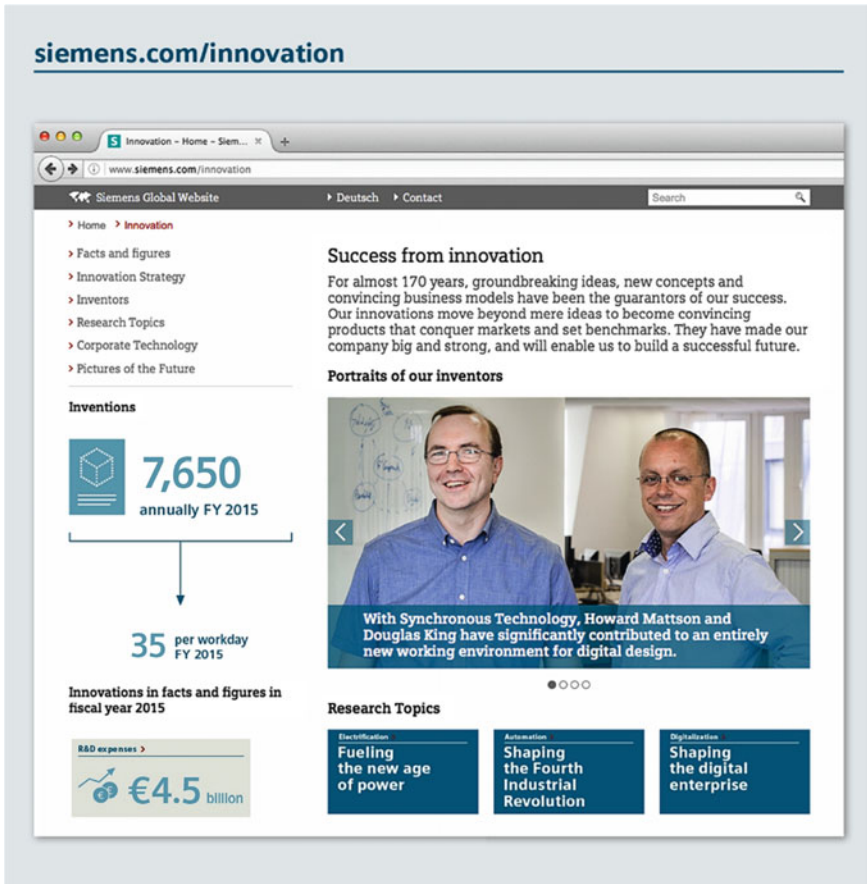 siemens.com/innovation
S Innovation – Home – Siem... × +
www.siemens.com/innovation
Siemens Global Website
Deutsch
Contact
Search
Home
Innovation
Facts and figures
Innovation Strategy
Inventors
Research Topics
Corporate Technology
Pictures of the Future
Inventions
7,650
annually FY 2015
35 per workday
FY 2015
Innovations in facts and figures in
fiscal year 2015
R&D expenses
€4.5 billion
Success from innovation
For almost 170 years, groundbreaking ideas, new concepts and
convincing business models have been the guarantors of our success.
Our innovations move beyond mere ideas to become convincing
products that conquer markets and set benchmarks. They have made our
company big and strong, and will enable us to build a successful future.
Portraits of our inventors
With Synchronous Technology, Howard Mattson and
Douglas King have significantly contributed to an entirely
new working environment for digital design.
Research Topics
Electrification
Fueling
the new age
of power
Automation
Shaping
the Fourth
Industrial
Revolution
Digitalization
Shaping
the digital
enterprise